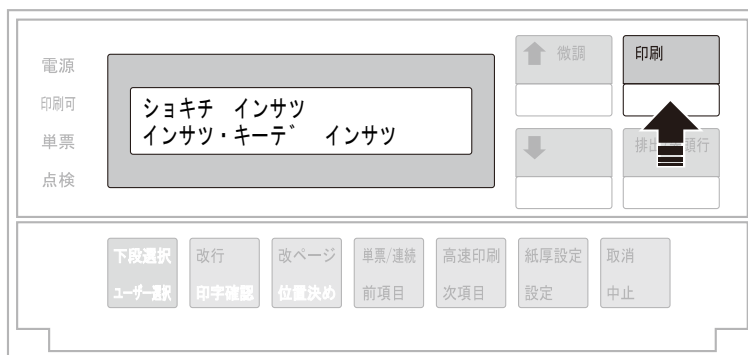 電源
印刷可
単票
点検
ショキチ インサツ
インサツ・キーデ インサツ
微調
印刷
下段選択
ユーザー選択
改行
印字確認
改ページ
位置決め
単票/連続
前項目
高速印刷
次項目
紙厚設定
設定
取消
中止